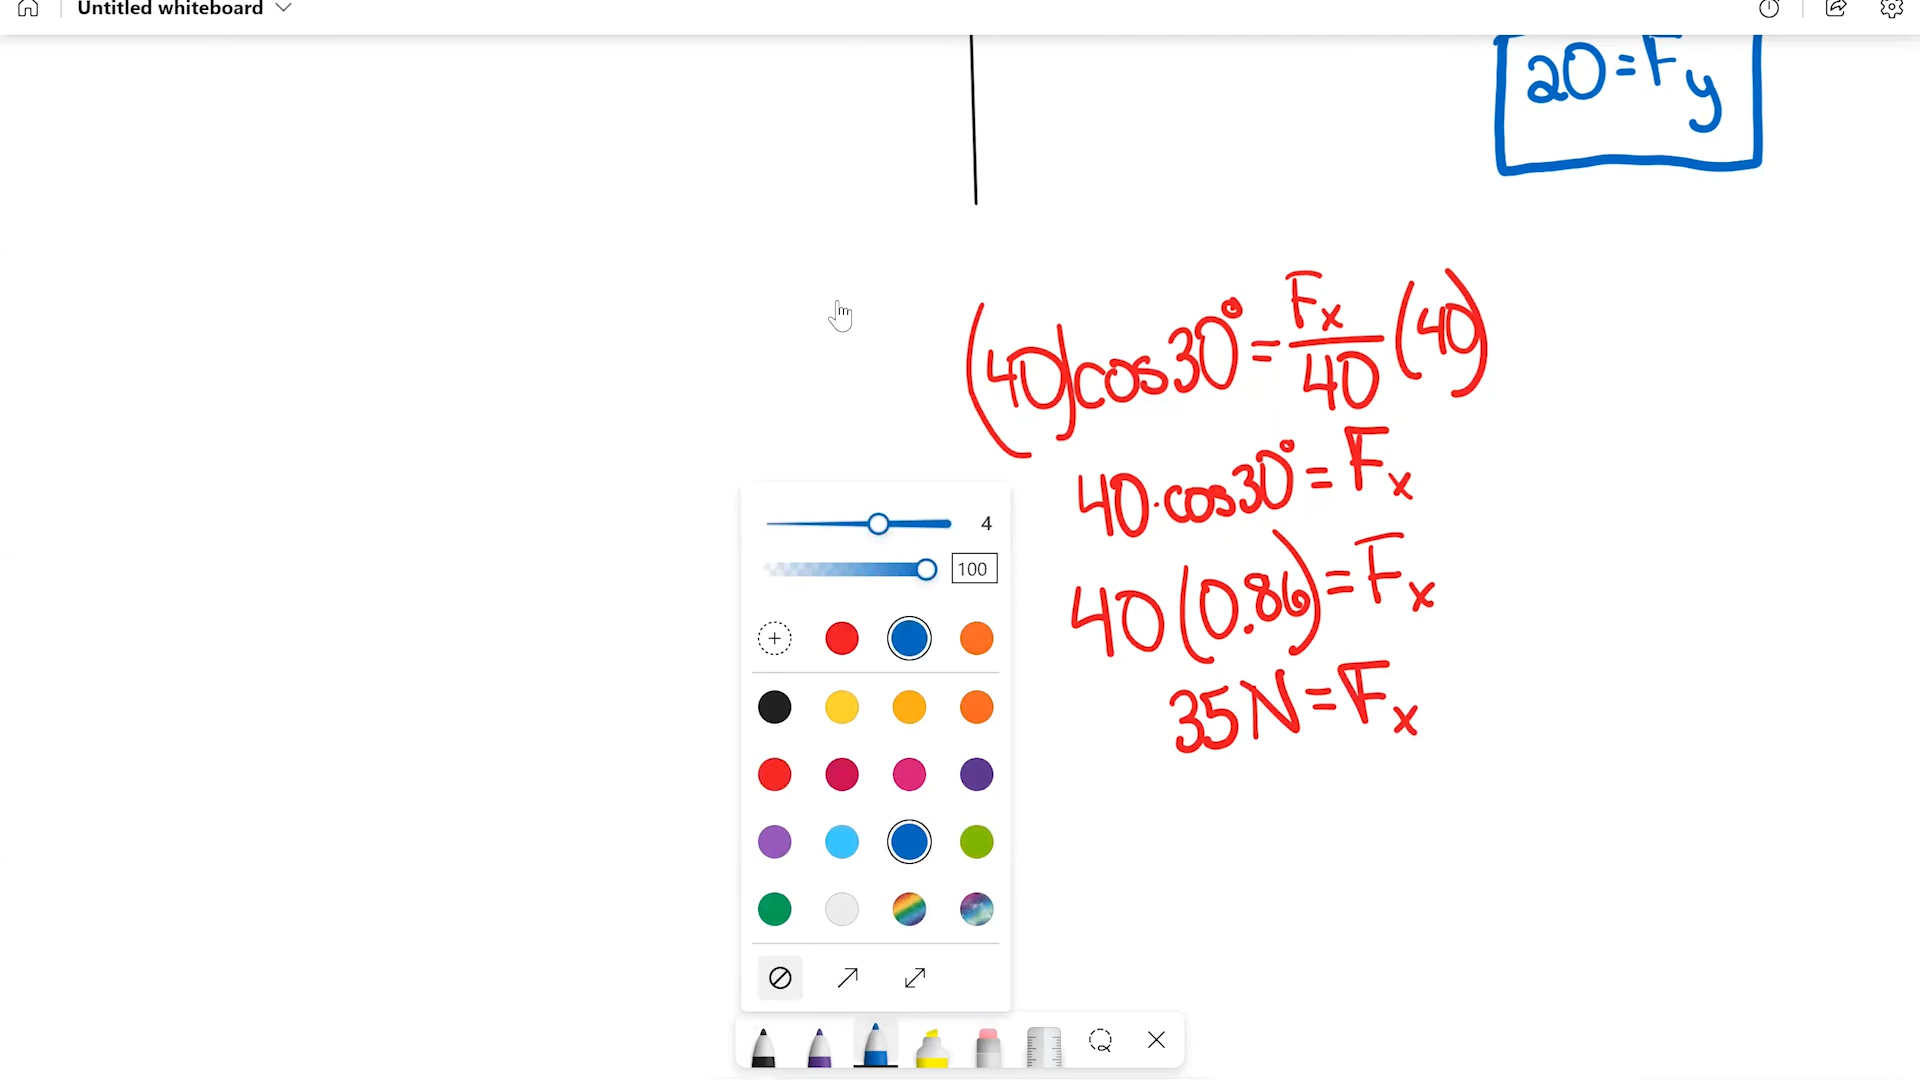 Untitled whiteboard
20=Fy
(40)cos30°=Fx/40(40)
40·cos30°=Fx
40(0.86)=Fx
35N=Fx
4
100